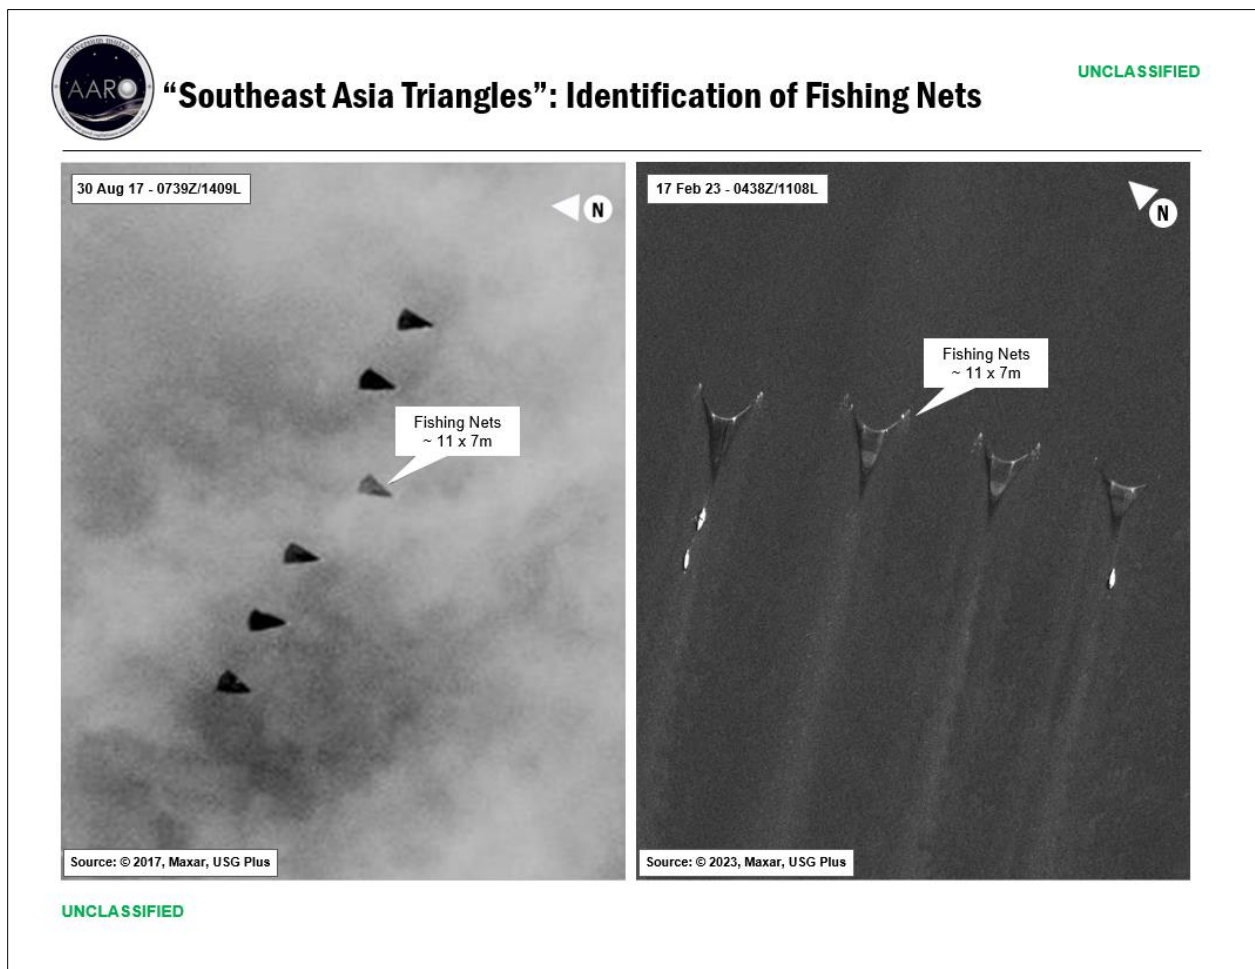 UNCLASSIFIED
AARO
“Southeast Asia Triangles”: Identification of Fishing Nets
30 Aug 17 - 0739Z/1409L
N
Fishing Nets
~ 11 x 7m
Source: © 2017, Maxar, USG Plus
17 Feb 23 - 0438Z/1108L
N
Fishing Nets
~ 11 x 7m
Source: © 2023, Maxar, USG Plus
UNCLASSIFIED